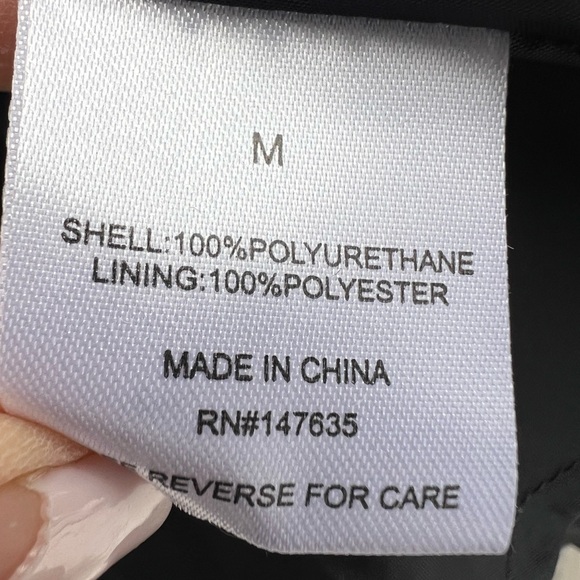 M
SHELL:100%POLYURETHANE
LINING:100%POLYESTER
MADE IN CHINA
RN#147635
REVERSE FOR CARE